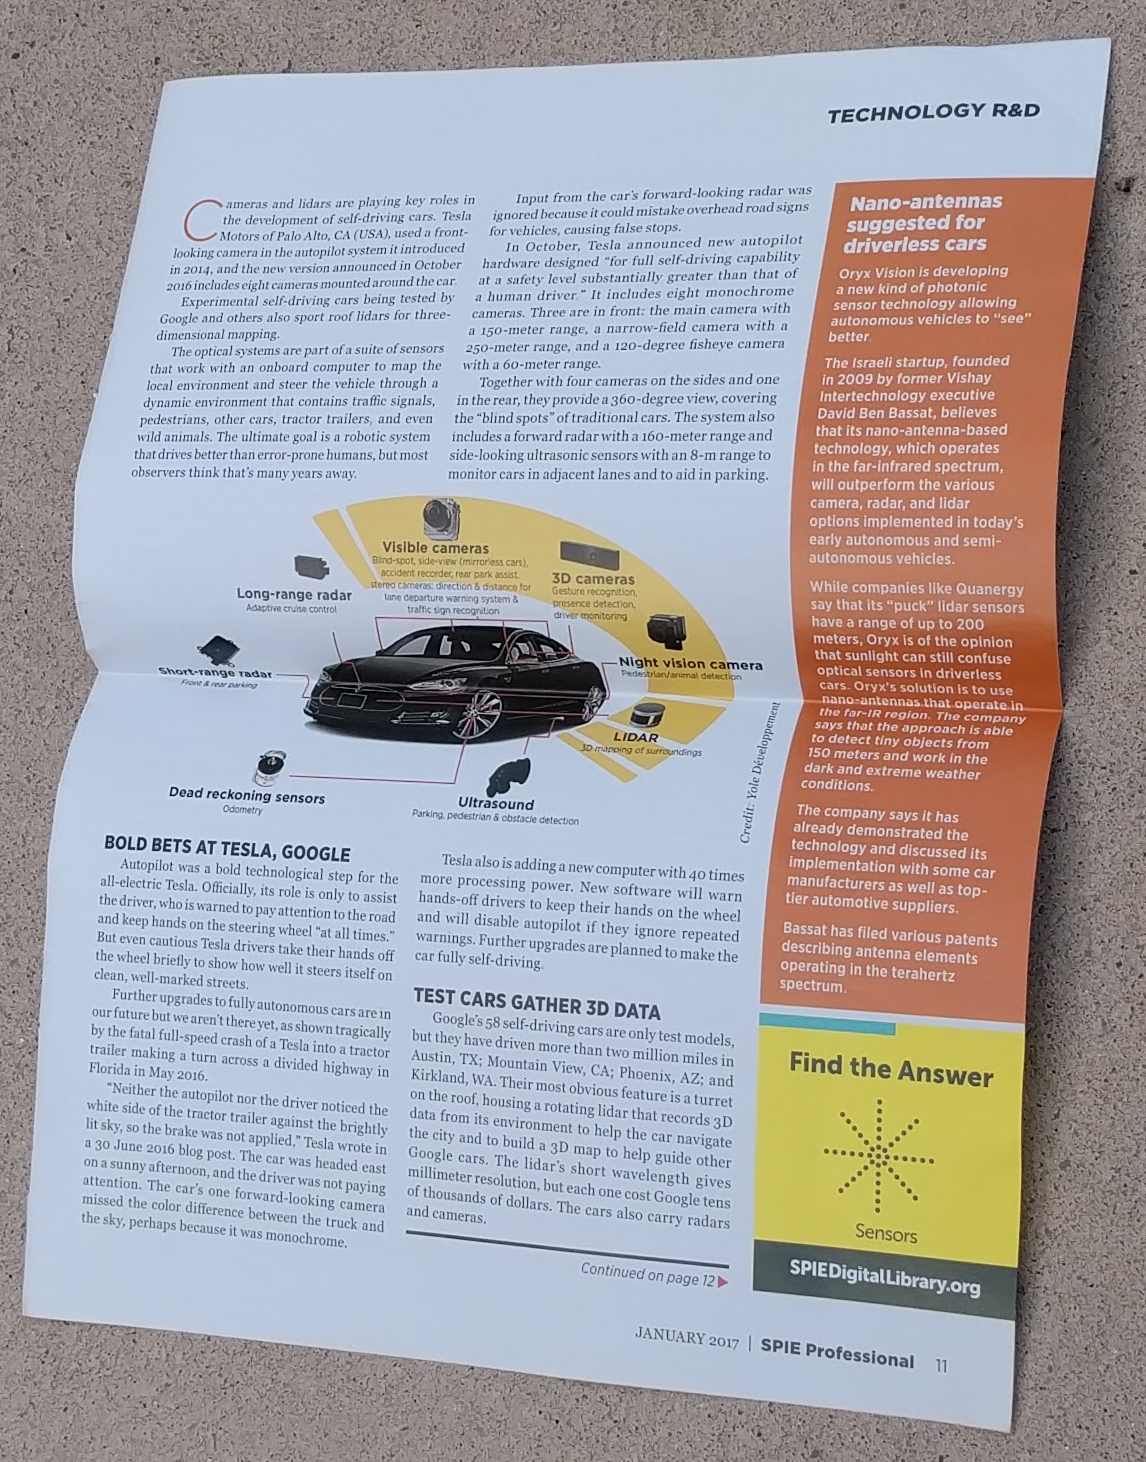 TECHNOLOGY R&D
Cameras and lidars are playing key roles in
the development of self-driving cars. Tesla
Motors of Palo Alto, CA (USA), used a front-
looking camera in the autopilot system it introduced
in 2014, and the new version announced in October
2016 includes eight cameras mounted around the car.
Experimental self-driving cars being tested by
Google and others also sport roof lidars for three-
dimensional mapping.
The optical systems are part of a suite of sensors
that work with an onboard computer to map the
local environment and steer the vehicle through a
dynamic environment that contains traffic signals,
pedestrians, other cars, tractor trailers, and even
wild animals. The ultimate goal is a robotic system
that drives better than error-prone humans, but most
observers think that's many years away.
Input from the car's forward-looking radar was
ignored because it could mistake overhead road signs
for vehicles, causing false stops.
In October, Tesla announced new autopilot
hardware designed "for full self-driving capability
at a safety level substantially greater than that of
a human driver." It includes eight monochrome
cameras. Three are in front: the main camera with
a 150-meter range, a narrow-field camera with a
250-meter range, and a 120-degree fisheye camera
with a 60-meter range.
Together with four cameras on the sides and one
in the rear, they provide a 360-degree view, covering
the "blind spots" of traditional cars. The system also
includes a forward radar with a 160-meter range and
side-looking ultrasonic sensors with an 8-m range to
monitor cars in adjacent lanes and to aid in parking.
Visible cameras
Blind-spot, side-view (mirrorless cars),
accident recorder, rear park assist,
stereo cameras; direction & distance for
lane departure warning system &
traffic sign recognition
3D cameras
Gesture recognition,
presence detection,
driver monitoring
Long-range radar
Adaptive cruise control
Night vision camera
Pedestrian/animal detection
Short-range radar
Front & rear parking
LIDAR
3D mapping of surroundings
Dead reckoning sensors
Odometry
Ultrasound
Parking, pedestrian & obstacle detection
Credit: Yole Développement
BOLD BETS AT TESLA, GOOGLE
Autopilot was a bold technological step for the
all-electric Tesla. Officially, its role is only to assist
the driver, who is warned to pay attention to the road
and keep hands on the steering wheel "at all times."
But even cautious Tesla drivers take their hands off
the wheel briefly to show how well it steers itself on
clean, well-marked streets.
Further upgrades to fully autonomous cars are in
our future but we aren't there yet, as shown tragically
by the fatal full-speed crash of a Tesla into a tractor
trailer making a turn across a divided highway in
Florida in May 2016.
"Neither the autopilot nor the driver noticed the
white side of the tractor trailer against the brightly
lit sky, so the brake was not applied," Tesla wrote in
a 30 June 2016 blog post. The car was headed east
on a sunny afternoon, and the driver was not paying
attention. The car's one forward-looking camera
missed the color difference between the truck and
the sky, perhaps because it was monochrome.
Tesla also is adding a new computer with 40 times
more processing power. New software will warn
hands-off drivers to keep their hands on the wheel
and will disable autopilot if they ignore repeated
warnings. Further upgrades are planned to make the
car fully self-driving.
TEST CARS GATHER 3D DATA
Google's 58 self-driving cars are only test models,
but they have driven more than two million miles in
Austin, TX; Mountain View, CA; Phoenix, AZ; and
Kirkland, WA. Their most obvious feature is a turret
on the roof, housing a rotating lidar that records 3D
data from its environment to help the car navigate
the city and to build a 3D map to help guide other
Google cars. The lidar's short wavelength gives
millimeter resolution, but each one cost Google tens
of thousands of dollars. The cars also carry radars
and cameras.
Continued on page 12
Nano-antennas
suggested for
driverless cars
Oryx Vision is developing
a new kind of photonic
sensor technology allowing
autonomous vehicles to "see"
better.
The Israeli startup, founded
in 2009 by former Vishay
Intertechnology executive
David Ben Bassat, believes
that its nano-antenna-based
technology, which operates
in the far-infrared spectrum,
will outperform the various
camera, radar, and lidar
options implemented in today's
early autonomous and semi-
autonomous vehicles.
While companies like Quanergy
say that its "puck" lidar sensors
have a range of up to 200
meters, Oryx is of the opinion
that sunlight can still confuse
optical sensors in driverless
cars. Oryx's solution is to use
nano-antennas that operate in
the far-IR region. The company
says that the approach is able
to detect tiny objects from
150 meters and work in the
dark and extreme weather
conditions.
The company says it has
already demonstrated the
technology and discussed its
implementation with some car
manufacturers as well as top-
tier automotive suppliers.
Bassat has filed various patents
describing antenna elements
operating in the terahertz
spectrum.
Find the Answer
Sensors
SPIEDigitalLibrary.org
JANUARY 2017 | SPIE Professional 11